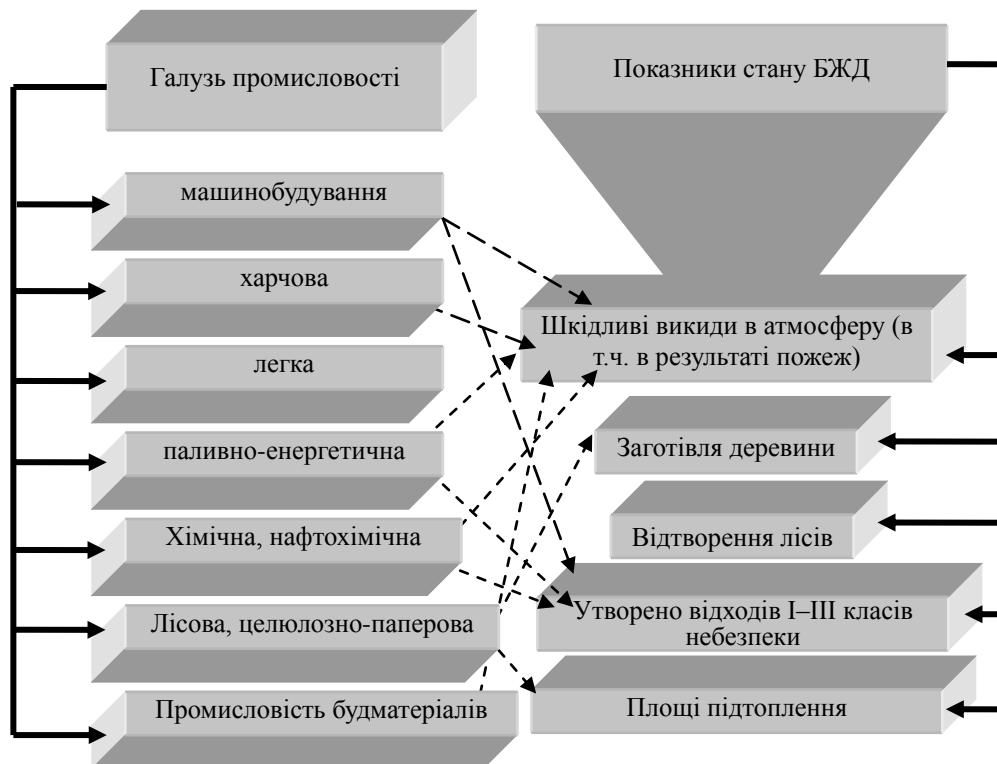 Галузь промисловості
машинобудування
харчова
легка
паливно-енергетична
Хімічна, нафтохімічна
Лісова, целюлозно-паперова
Промисловість будматеріалів
Показники стану БЖД
Шкідливі викиди в атмосферу (в
т.ч. в результаті пожеж)
Заготівля деревини
Відтворення лісів
Утворено відходів I–III класів
небезпеки
Площі підтоплення